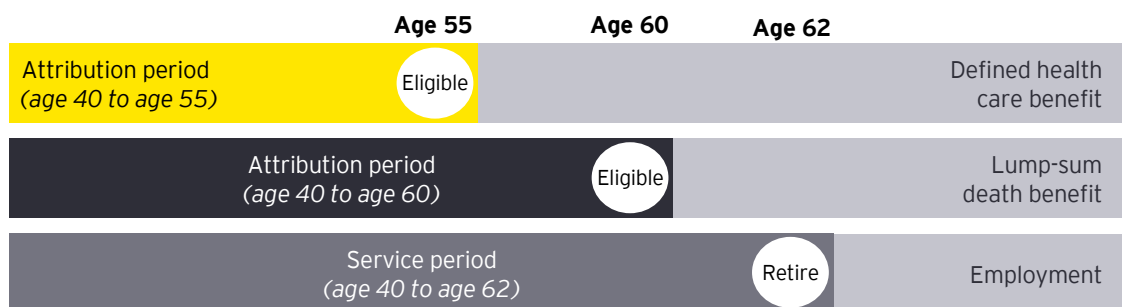 Age 55
Age 60
Age 62
Attribution period
(age 40 to age 55)
Eligible
Defined health
care benefit
Attribution period
(age 40 to age 60)
Eligible
Lump-sum
death benefit
Service period
(age 40 to age 62)
Retire
Employment